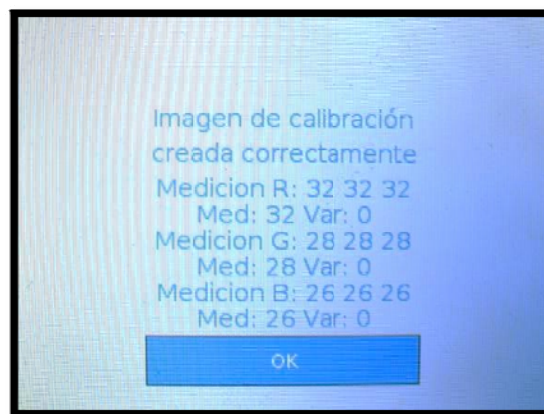 Imagen de calibración
creada correctamente
Medicion R: 32 32 32
Med: 32 Var: 0
Medicion G: 28 28 28
Med: 28 Var: 0
Medicion B: 26 26 26
Med: 26 Var: 0
OK